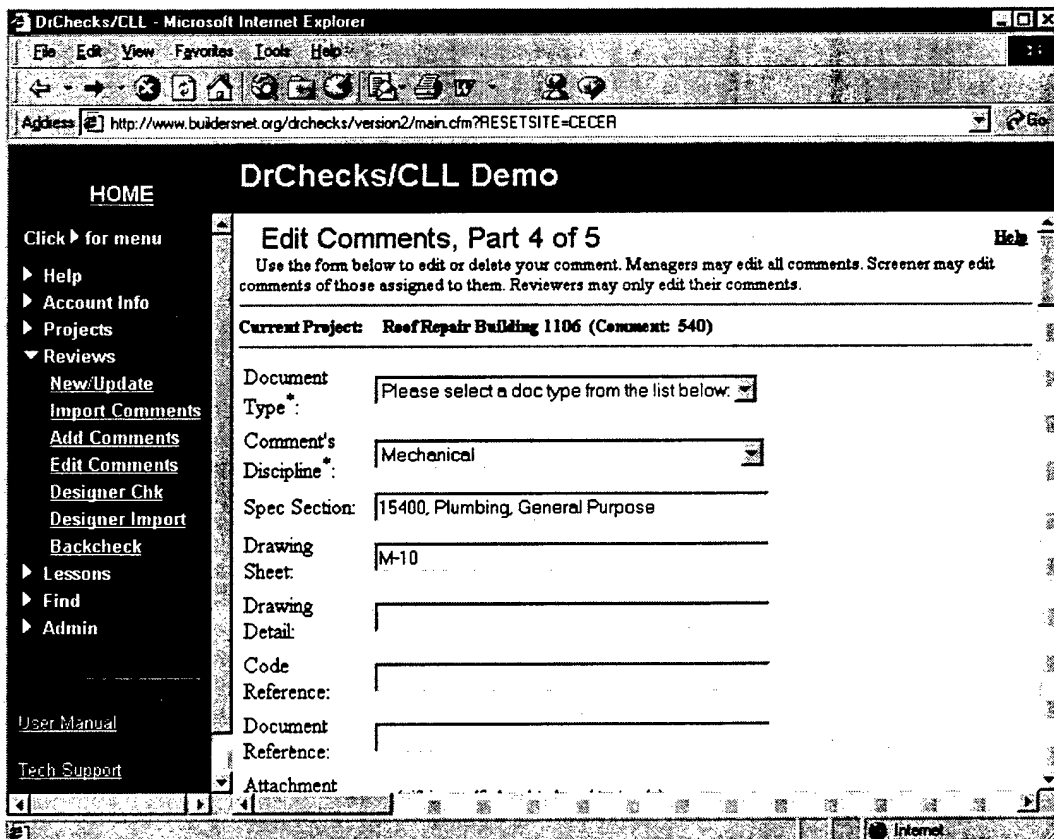 DrChecks/CLL - Microsoft Internet Explorer
File Edit View Favorites Tools Help
Address http://www.buildersnet.org/drchecks/version2/main.cfm?RESETSITE=CECER Go
HOME
DrChecks/CLL Demo
Click for menu
Help
Account Info
Projects
Reviews
New/Update
Import Comments
Add Comments
Edit Comments
Designer Chk
Designer Import
Backcheck
Lessons
Find
Admin
User Manual
Tech Support
Edit Comments, Part 4 of 5 Help
Use the form below to edit or delete your comment. Managers may edit all comments. Screener may edit
comments of those assigned to them. Reviewers may only edit their comments.
Current Project: Roof Repair Building 1106 (Comment: 540)
Document
Type*: Please select a doc type from the list below:
Comment's
Discipline*: Mechanical
Spec Section: 15400, Plumbing, General Purpose
Drawing
Sheet: M-10
Drawing
Detail:
Code
Reference:
Document
Reference:
Attachment
Internet